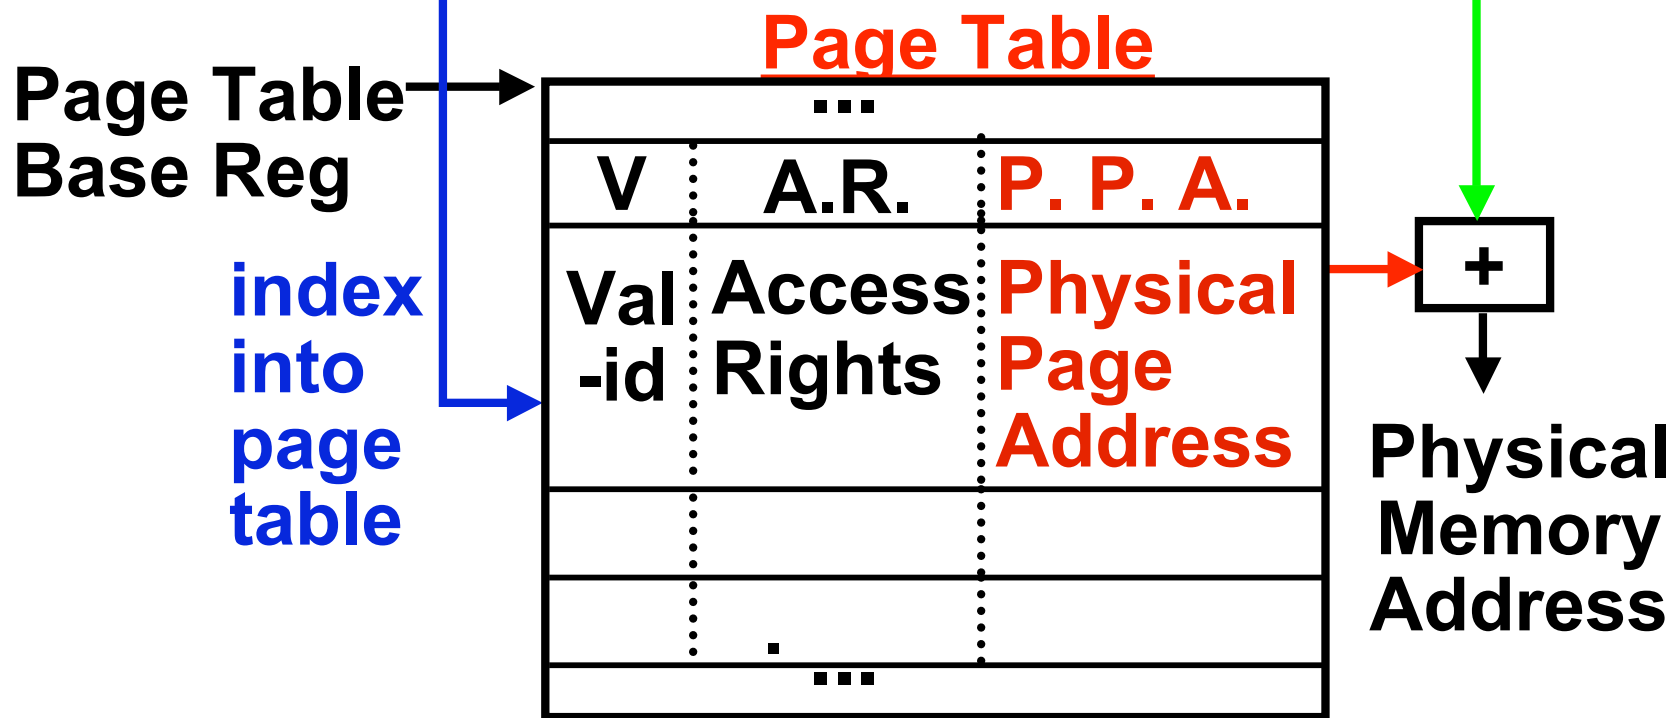 Page Table
Page Table
Base Reg
...
V A.R. P. P. A.
index
into
page
table
Val
-id
Access
Rights
Physical
Page
Address
+
Physical
Memory
Address
.
...